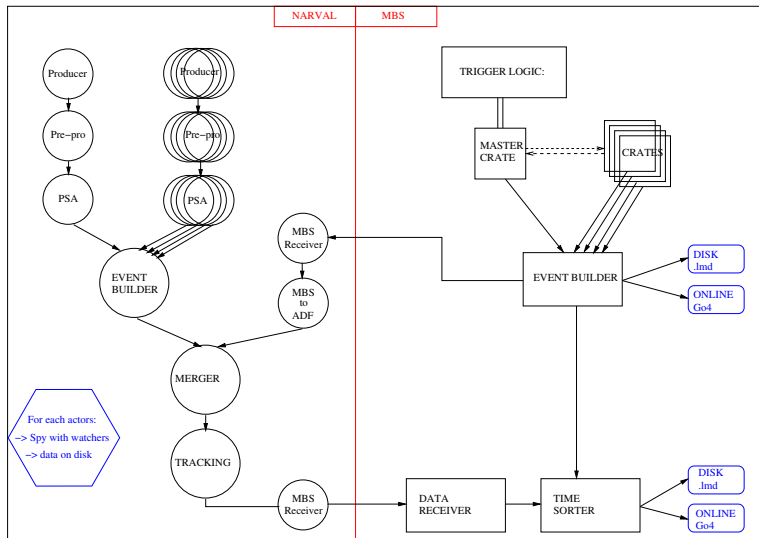 NARVAL
MBS
Producer
Producer
TRIGGER LOGIC:
Pre-pro
Pre-pro
MASTER
CRATE
CRATES
PSA
PSA
MBS
Receiver
EVENT
BUILDER
MBS
to
ADF
EVENT BUILDER
DISK
.lmd
ONLINE
Go4
MERGER
For each actors:
-> Spy with watchers
-> data on disk
TRACKING
MBS
Receiver
DATA
RECEIVER
TIME
SORTER
DISK
.lmd
ONLINE
Go4